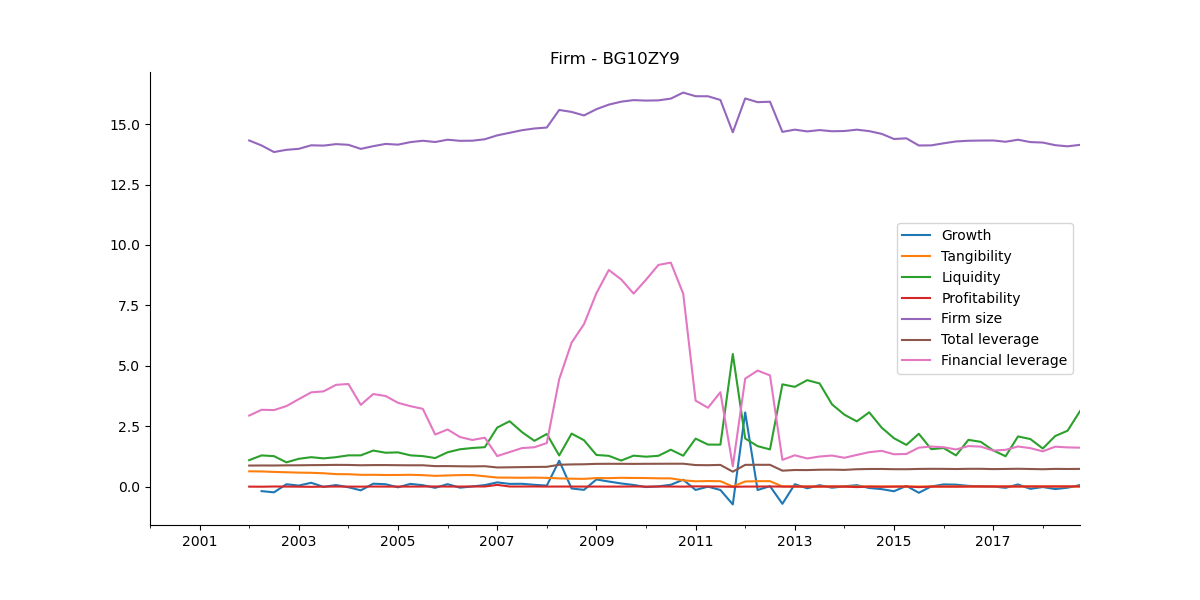 Firm - BG10ZY9
15.0
12.5
10.0
7.5
5.0
2.5
0.0
Growth
Tangibility
Liquidity
Profitability
Firm size
Total leverage
Financial leverage
2001 2003 2005 2007 2009 2011 2013 2015 2017